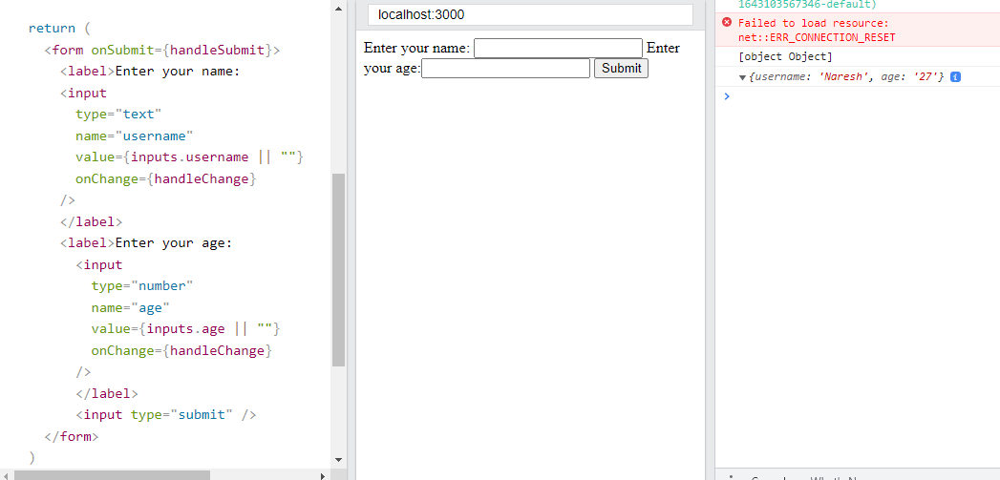 return (
<form onSubmit={handleSubmit}>
<label>Enter your name:
<input
type="text"
name="username"
value={inputs.username || ""}
onChange={handleChange}
/>
</label>
<label>Enter your age:
<input
type="number"
name="age"
value={inputs.age || ""}
onChange={handleChange}
/>
</label>
<input type="submit" />
</form>
)
localhost:3000
Enter your name: Enter
your age: Submit
1643103567346-default)
Failed to load resource:
net::ERR_CONNECTION_RESET
[object Object]
{username: 'Naresh', age: '27'} i